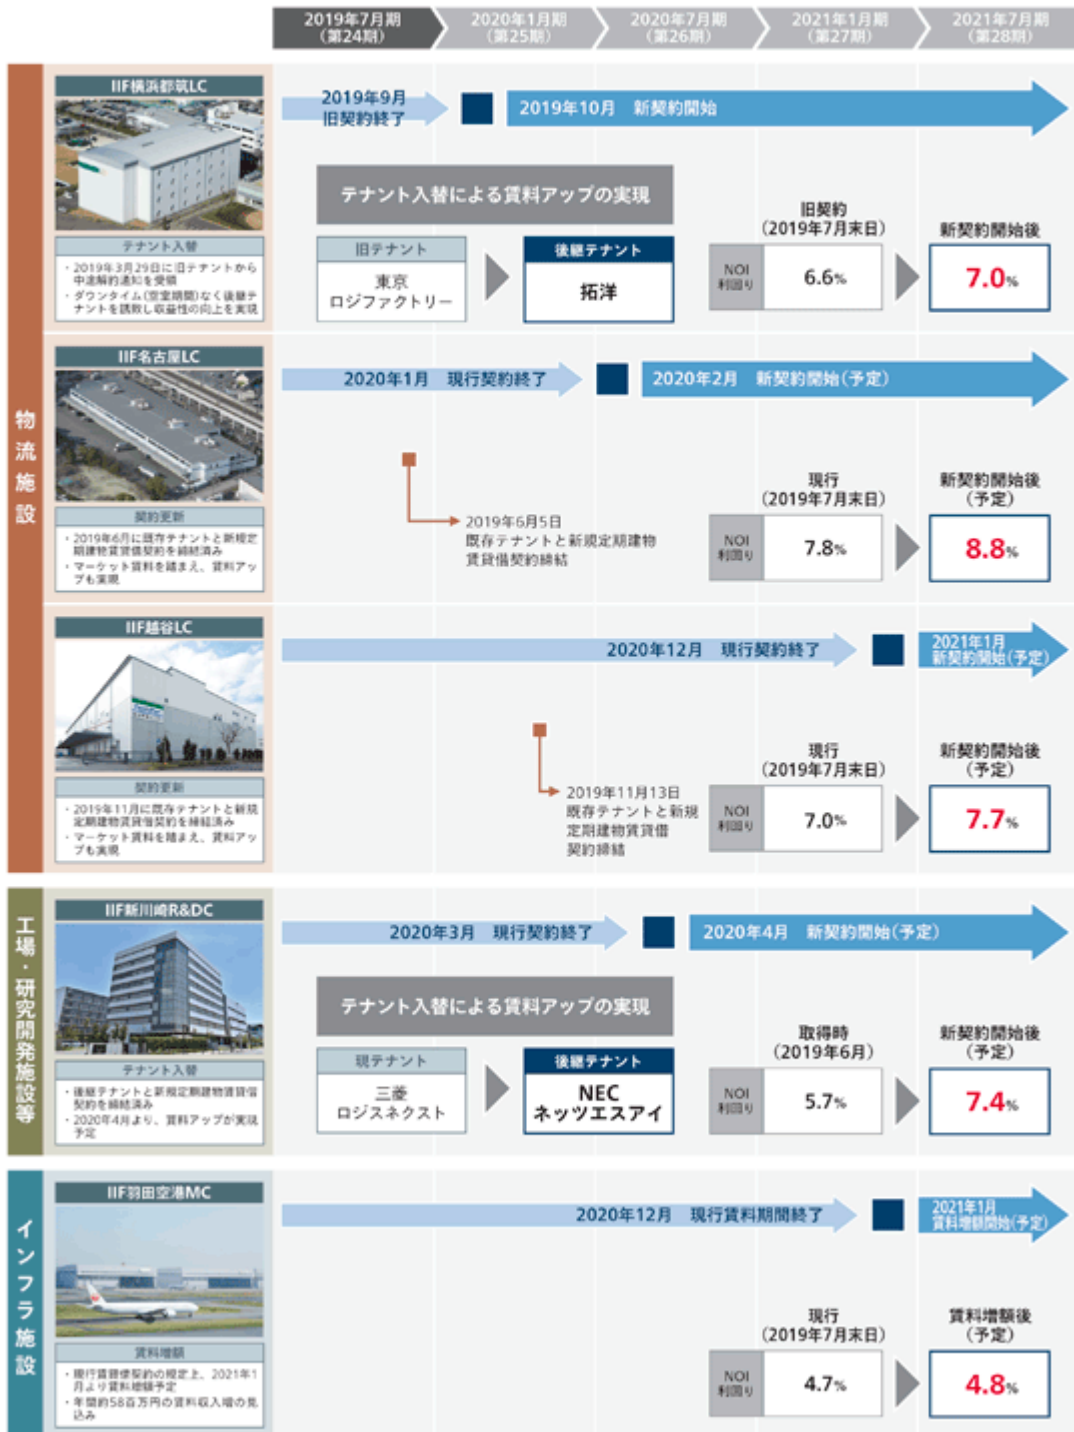 2019年7月期
(第24期)
2020年1月期
(第25期)
2020年7月期
(第26期)
2021年1月期
(第27期)
2021年7月期
(第28期)
物流施設
IIF横浜都筑LC
テナント入替
・2019年3月29日に旧テナントから
中途解約通知を受領
・ダウンタイム(空室期間)なく後継テ
ナントを誘致し収益性の向上を実現
2019年9月
旧契約終了
2019年10月 新契約開始
テナント入替による賃料アップの実現
旧テナント
東京
ロジファクトリー
後継テナント
拓洋
旧契約
(2019年7月末日)
NOI
利回り
6.6%
新契約開始後
7.0%
IIF名古屋LC
契約更新
・2019年6月に既存テナントと新規定
期建物賃貸借契約を締結済み
・マーケット賃料を踏まえ、賃料アッ
プも実現
2020年1月 現行契約終了
2020年2月 新契約開始(予定)
2019年6月5日
既存テナントと新規定期建物
賃貸借契約締結
現行
(2019年7月末日)
NOI
利回り
7.8%
新契約開始後
(予定)
8.8%
IIF越谷LC
契約更新
・2019年11月に既存テナントと新規
定期建物賃貸借契約を締結済み
・マーケット賃料を踏まえ、賃料アッ
プも実現
2020年12月 現行契約終了
2021年1月
新契約開始(予定)
2019年11月13日
既存テナントと新規
定期建物賃貸借
契約締結
現行
(2019年7月末日)
NOI
利回り
7.0%
新契約開始後
(予定)
7.7%
工場・研究開発施設等
IIF新川崎R&DC
テナント入替
・後継テナントと新規定期建物賃貸借
契約を締結済み
・2020年4月より、賃料アップが実現
予定
2020年3月 現行契約終了
2020年4月 新契約開始(予定)
テナント入替による賃料アップの実現
現テナント
三菱
ロジスネクスト
後継テナント
NEC
ネッツエスアイ
取得時
(2019年6月)
NOI
利回り
5.7%
新契約開始後
(予定)
7.4%
インフラ施設
IIF羽田空港MC
賃料増額
・現行賃貸借契約の規定上、2021年1
月より賃料増額予定
・年間約58百万円の賃料収入増の見
込み
2020年12月 現行賃料期間終了
2021年1月
賃料増額開始(予定)
現行
(2019年7月末日)
NOI
利回り
4.7%
賃料増額後
(予定)
4.8%